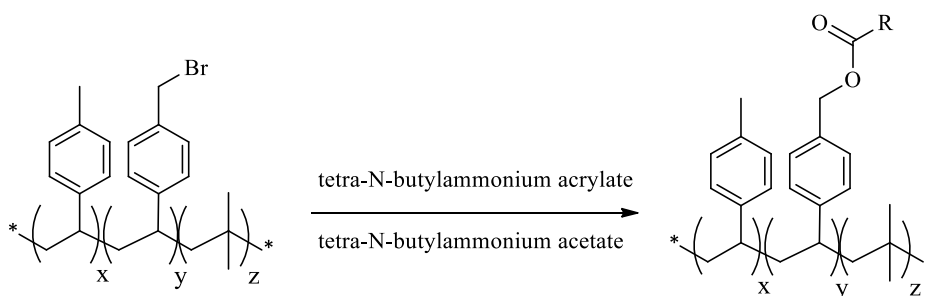 O
R
O
Br
tetra-N-butylammonium acrylate
tetra-N-butylammonium acetate
* x y z *
* x y z